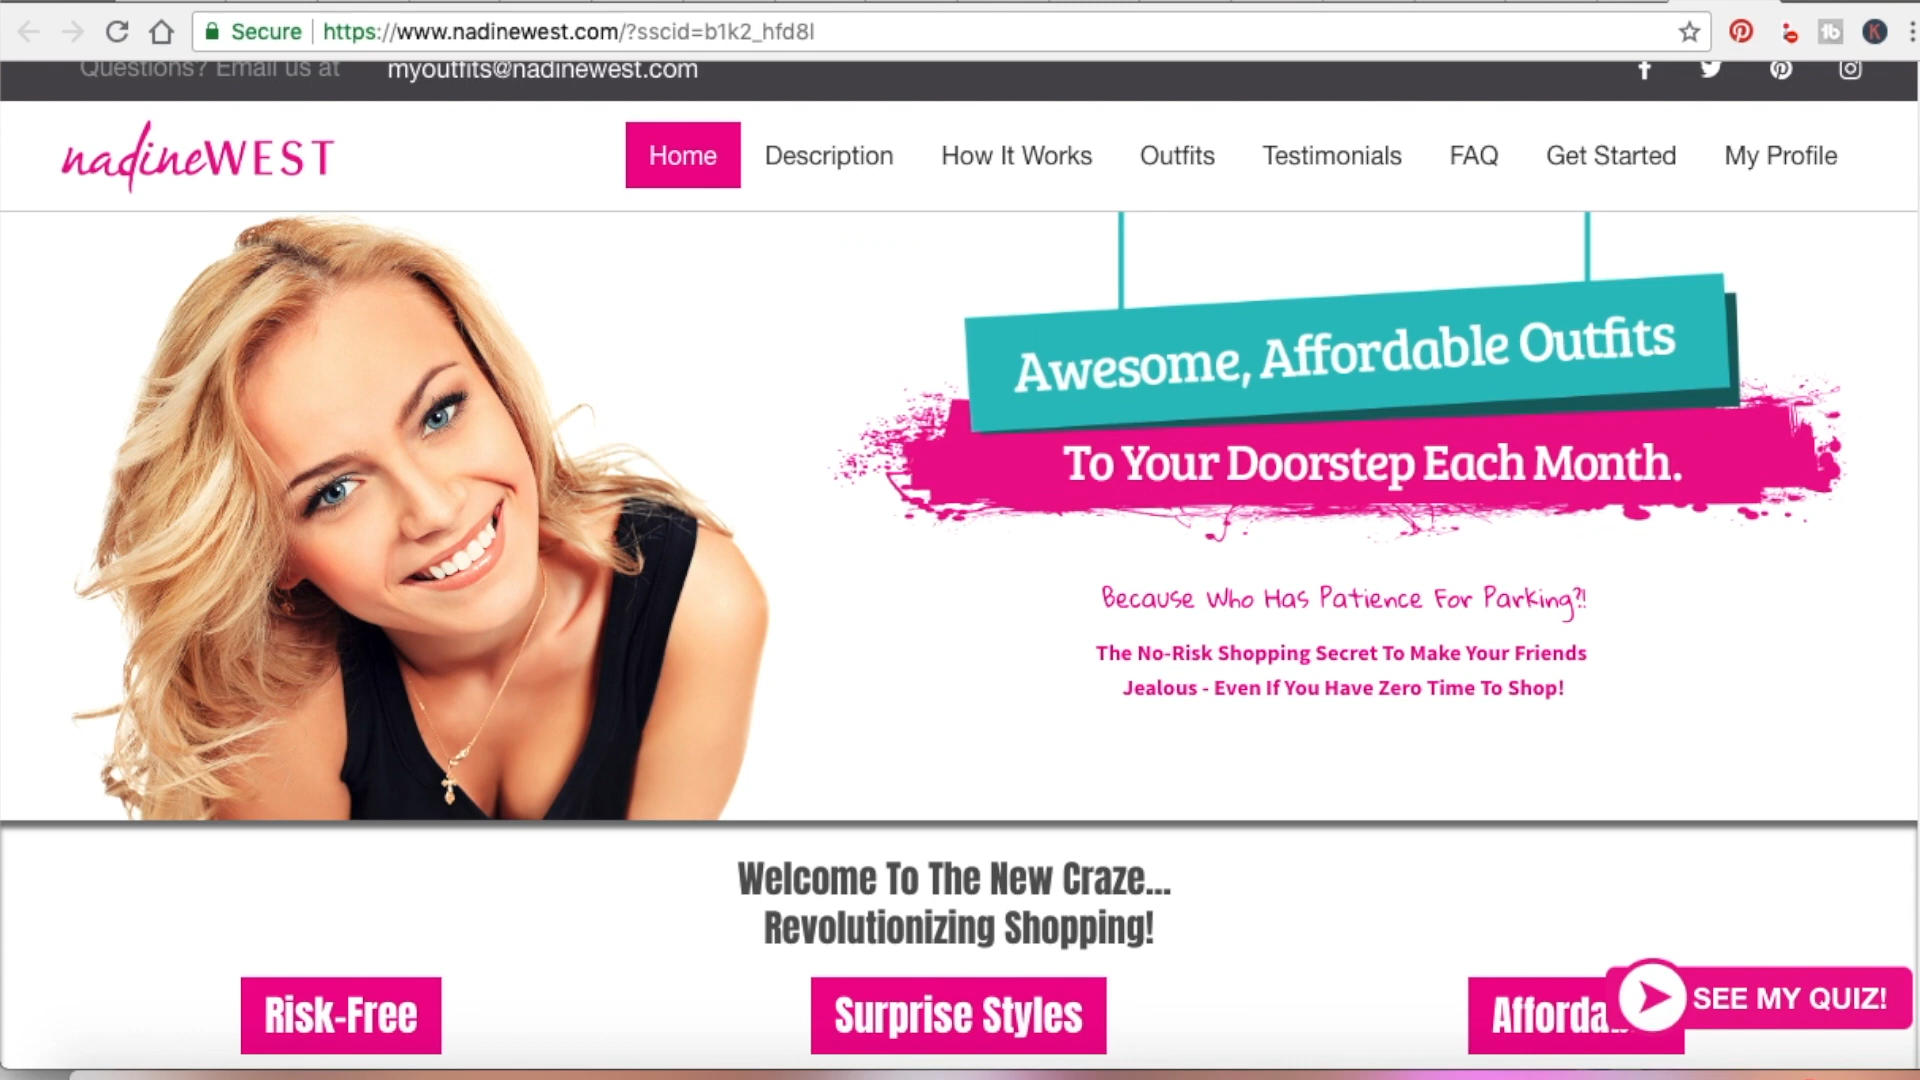 Secure https://www.nadinewest.com/?sscid=b1k2_hfd8l
Questions? Email us at myoutfits@nadinewest.com
nadineWEST
Home Description How It Works Outfits Testimonials FAQ Get Started My Profile
Awesome, Affordable Outfits
To Your Doorstep Each Month.
Because Who Has Patience For Parking?!
The No-Risk Shopping Secret To Make Your Friends
Jealous - Even If You Have Zero Time To Shop!
Welcome To The New Craze...
Revolutionizing Shopping!
Risk-Free Surprise Styles
SEE MY QUIZ!